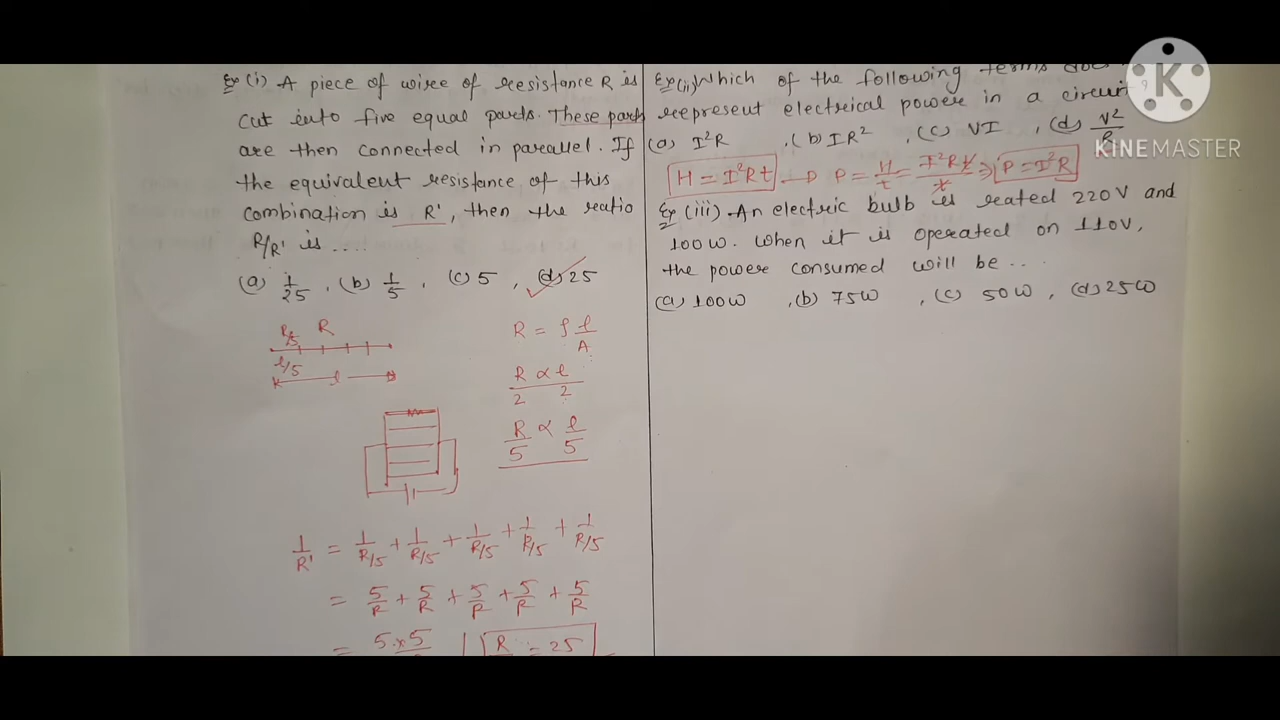 Ex (i) A piece of wire of resistance R is
cut into five equal parts. These parts
are then connected in parallel. If
the equivalent resistance of this
combination is R', then the ratio
R/R' is ....
(a) 1/25, (b) 1/5, (c) 5, (d) 25
R/5 R
l/5
l
R = ρ l/A
R/2 ∝ l/2
R/5 ∝ l/5
1/R' = 1/R/5 + 1/R/5 + 1/R/5 + 1/R/5 + 1/R/5
= 5/R + 5/R + 5/R + 5/R + 5/R
= 5×5
R = 25
Ex (ii) Which of the following terms does
represent electrical power in a circuit?
(a) I²R , (b) IR² , (c) VI , (d) V²/R
H = I²Rt → P = H/t = I²Rt/t ⇒ P = I²R
Ex (iii) An electric bulb is rated 220V and
100W. When it is operated on 110V,
the power consumed will be ..
(a) 100W , (b) 75W , (c) 50W , (d) 25W
K
KINEMASTER